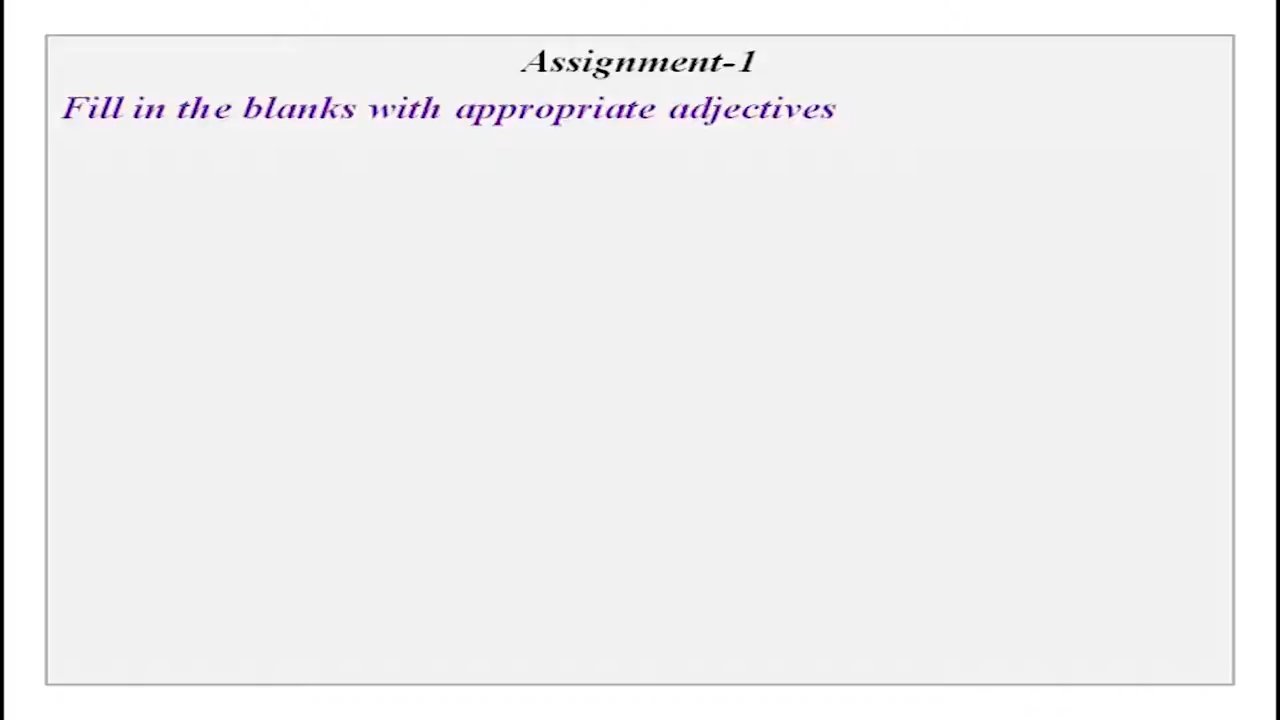 Assignment-1
Fill in the blanks with appropriate adjectives